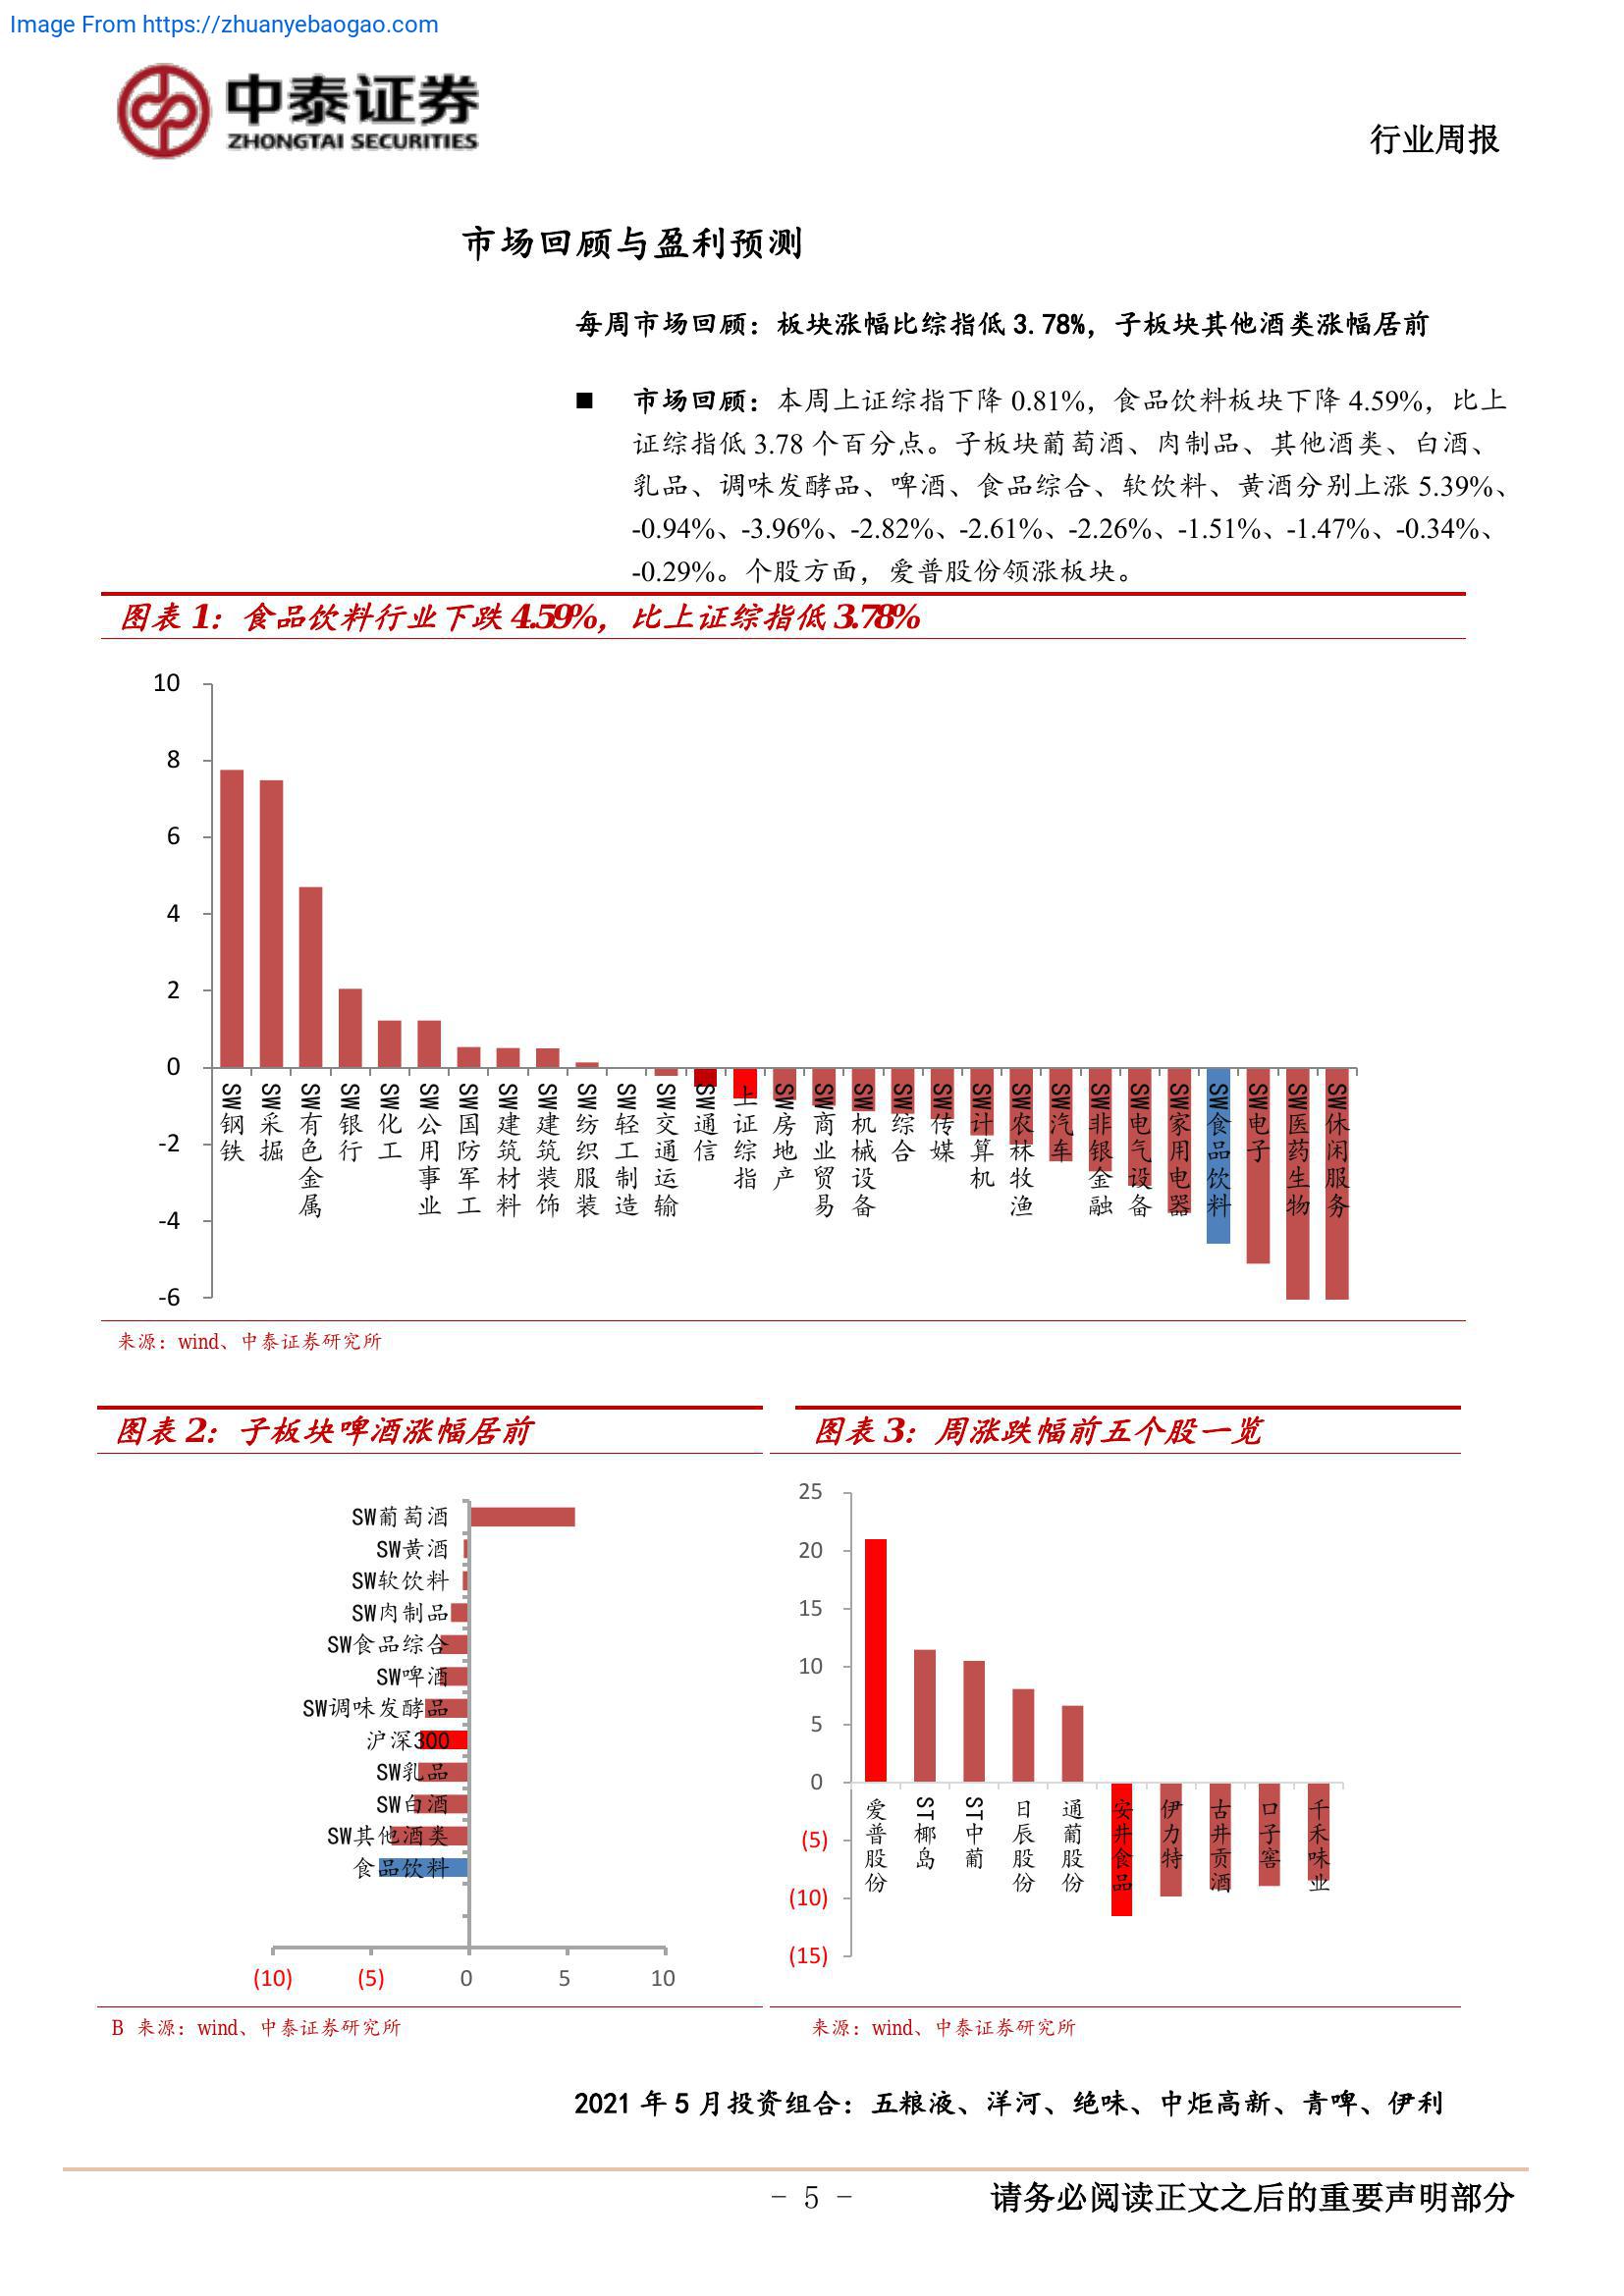 Image From https://zhuanyebaogao.com
中泰证券
ZHONGTAI SECURITIES
行业周报
市场回顾与盈利预测
每周市场回顾：板块涨幅比综指低 3.78%，子板块其他酒类涨幅居前
■ 市场回顾：本周上证综指下降 0.81%，食品饮料板块下降 4.59%，比上
证综指低 3.78 个百分点。子板块葡萄酒、肉制品、其他酒类、白酒、
乳品、调味发酵品、啤酒、食品综合、软饮料、黄酒分别上涨 5.39%、
-0.94%、-3.96%、-2.82%、-2.61%、-2.26%、-1.51%、-1.47%、-0.34%、
-0.29%。个股方面，爱普股份领涨板块。
图表 1：食品饮料行业下跌 4.59%，比上证综指低 3.78%
10
8
6
4
2
0
-2
-4
-6
SW钢铁
SW采掘
SW有色金属
SW银行
SW化工
SW公用事业
SW国防军工
SW建筑材料
SW建筑装饰
SW纺织服装
SW轻工制造
SW交通运输
SW通信
上证综指
SW房地产
SW商业贸易
SW机械设备
SW综合
SW传媒
SW计算机
SW农林牧渔
SW汽车
SW非银金融
SW电气设备
SW家用电器
SW食品饮料
SW电子
SW医药生物
SW休闲服务
来源：wind、中泰证券研究所
图表 2：子板块啤酒涨幅居前
SW葡萄酒
SW黄酒
SW软饮料
SW肉制品
SW食品综合
SW啤酒
SW调味发酵品
沪深300
SW乳品
SW白酒
SW其他酒类
食品饮料
(10) (5) 0 5 10
B 来源：wind、中泰证券研究所
图表 3：周涨跌幅前五个股一览
25
20
15
10
5
0
(5)
(10)
(15)
爱普股份
ST椰岛
ST中葡
日辰股份
通葡股份
安井食品
伊力特
古井贡酒
口子窖
千禾味业
来源：wind、中泰证券研究所
2021 年 5 月投资组合：五粮液、洋河、绝味、中炬高新、青啤、伊利
- 5 -
请务必阅读正文之后的重要声明部分